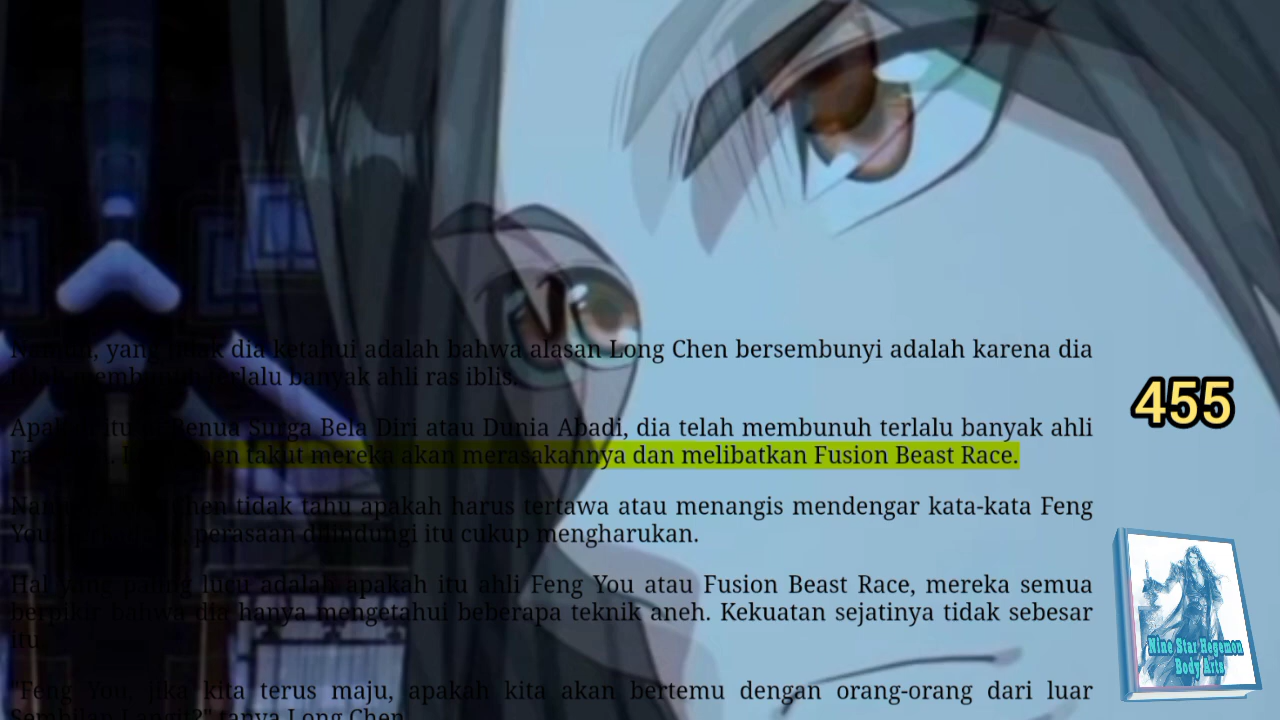 Namun, yang tidak dia ketahui adalah bahwa alasan Long Chen bersembunyi adalah karena dia
telah membunuh terlalu banyak ahli ras iblis.
Apakah itu Benua Surga Bela Diri atau Dunia Abadi, dia telah membunuh terlalu banyak ahli
takut mereka akan merasakannya dan melibatkan Fusion Beast Race.
Chen tidak tahu apakah harus tertawa atau menangis mendengar kata-kata Feng
You perasaan dilindungi itu cukup mengharukan.
Hal yang paling lucu adalah apakah itu ahli Feng You atau Fusion Beast Race, mereka semua
berpikir bahwa dia hanya mengetahui beberapa teknik aneh. Kekuatan sejatinya tidak sebesar
itu.
"Feng You, jika kita terus maju, apakah kita akan bertemu dengan orang-orang dari luar
tanya Long Chen
455
Nine Star Hegemon
Body Arts